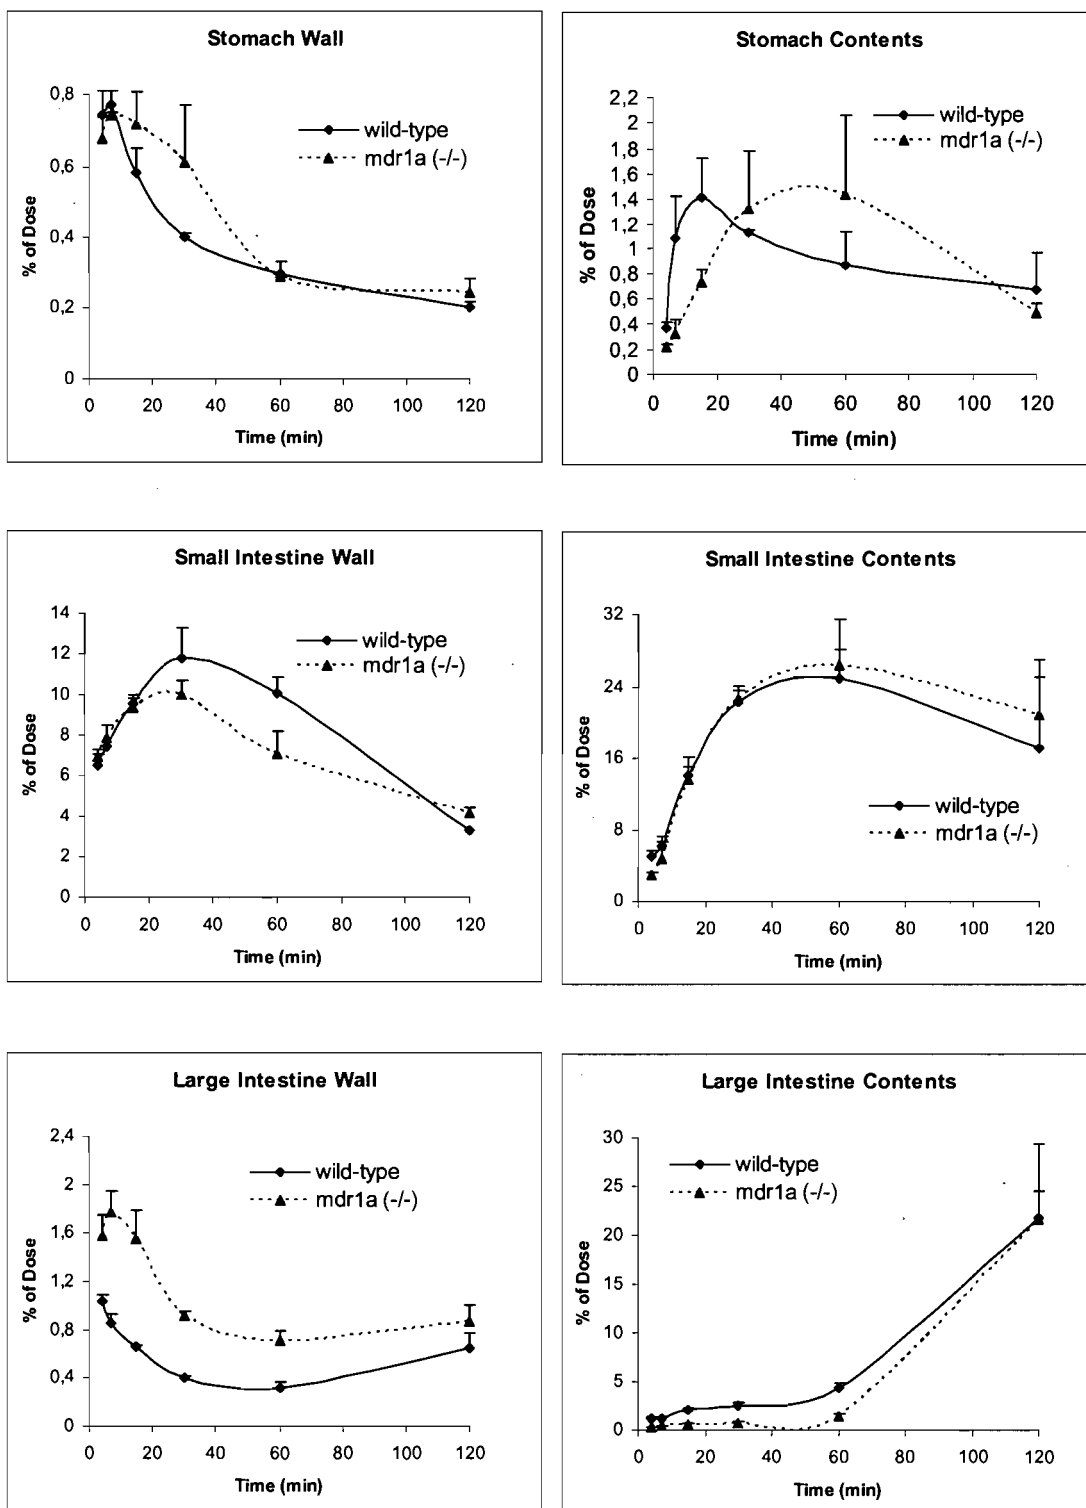 Stomach Wall
0,8
0,6
0,4
0,2
0
% of Dose
wild-type
mdr1a (-/-)
0 20 40 60 80 100 120
Time (min)
Stomach Contents
2,2
2
1,8
1,6
1,4
1,2
1
0,8
0,6
0,4
0,2
0
% of Dose
wild-type
mdr1a (-/-)
0 20 40 60 80 100 120
Time (min)
Small Intestine Wall
14
12
10
8
6
4
2
0
% of Dose
wild-type
mdr1a (-/-)
0 20 40 60 80 100 120
Time (min)
Small Intestine Contents
32
24
16
8
0
% of Dose
wild-type
mdr1a (-/-)
0 20 40 60 80 100 120
Time (min)
Large Intestine Wall
2,4
2
1,6
1,2
0,8
0,4
0
% of Dose
wild-type
mdr1a (-/-)
0 20 40 60 80 100 120
Time (min)
Large Intestine Contents
30
25
20
15
10
5
0
% of Dose
wild-type
mdr1a (-/-)
0 20 40 60 80 100 120
Time (min)